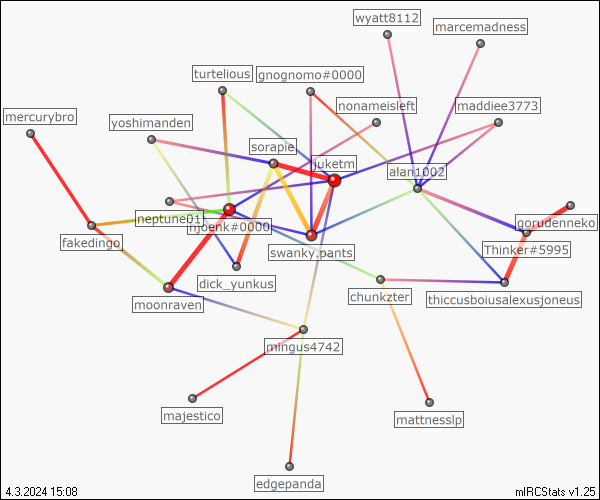 wyatt8112
marcemadness
turtelious
gnognomo#0000
nonameisleft
maddiee3773
mercurybro
yoshimanden
sorapie
juketm
alan1002
neptune01
njoenk#0000
gorudenneko
fakedingo
swanky.pants
Thinker#5995
dick_yunkus
chunkzter
thiccusboiusalexusjoneus
moonraven
mingus4742
majestico
mattnesslp
edgepanda
4.3.2024 15:08
mIRCStats v1.25